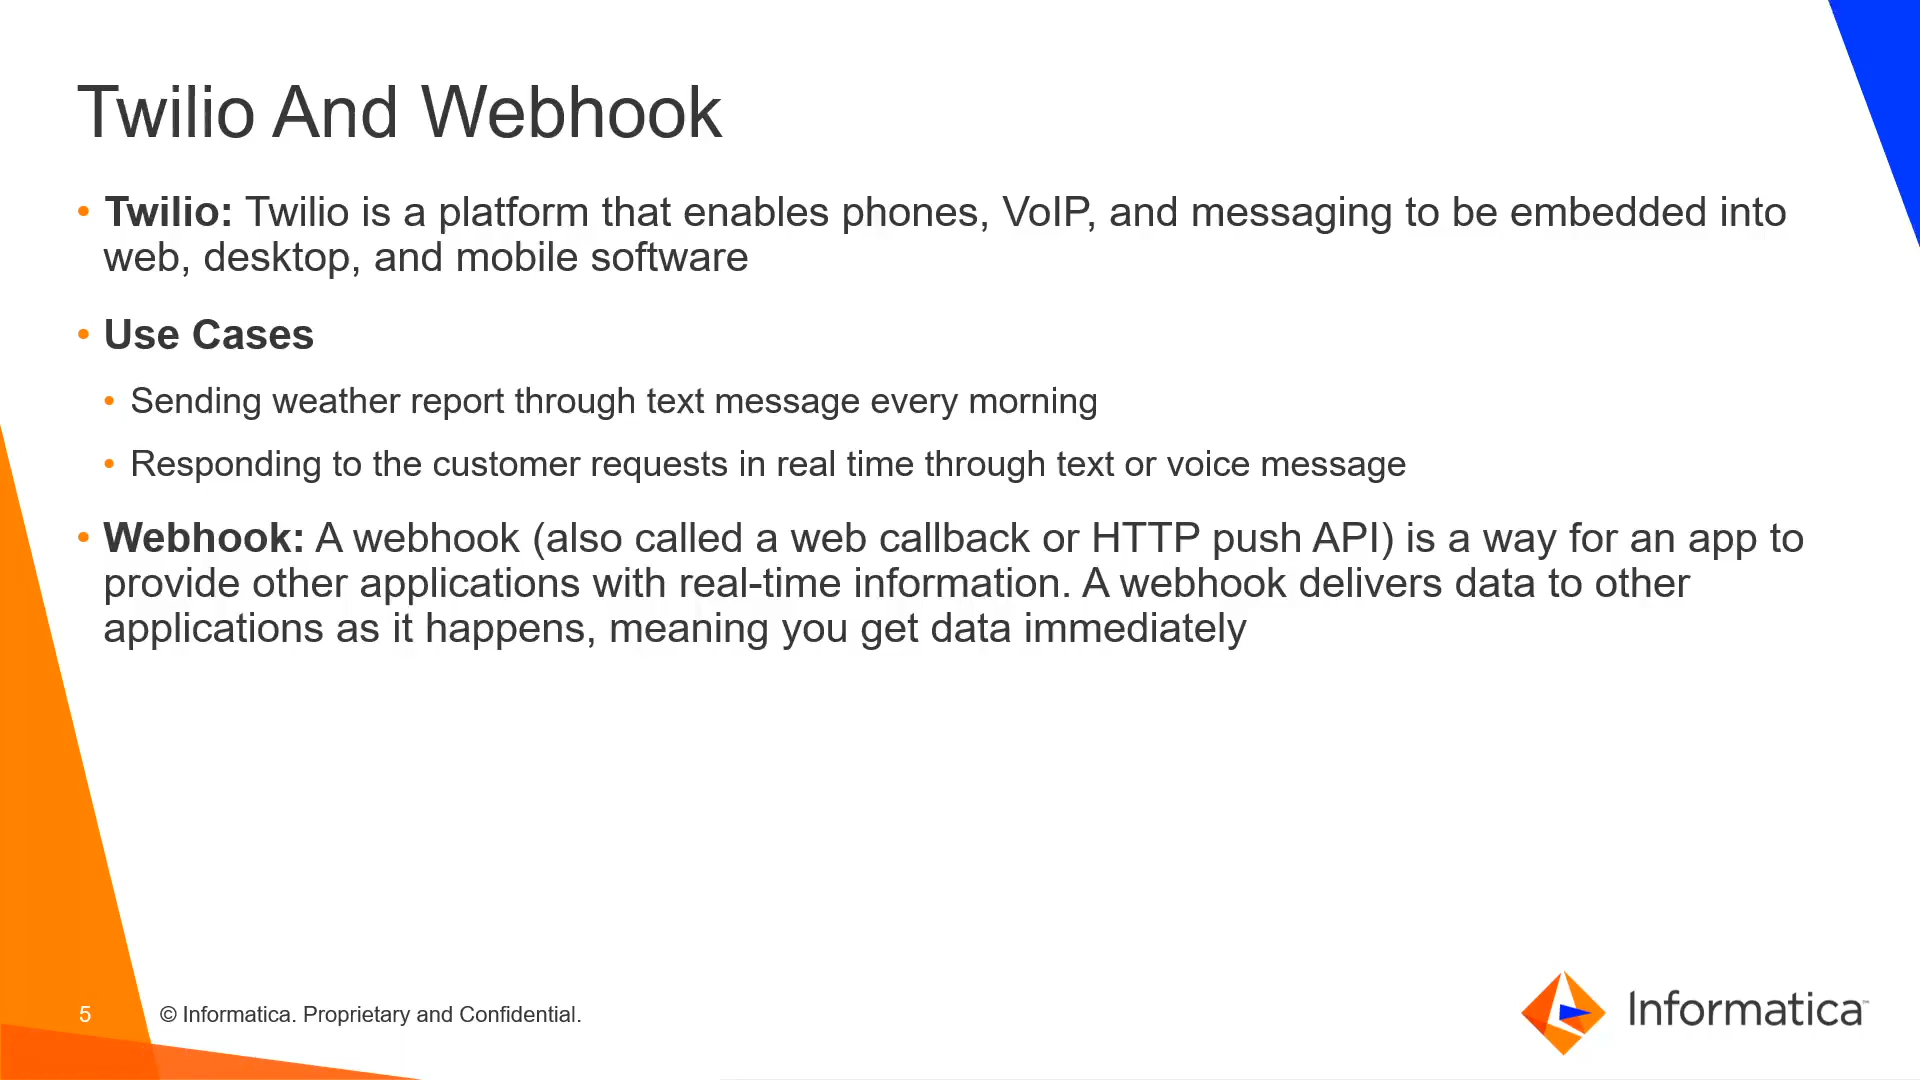 Twilio And Webhook
• Twilio: Twilio is a platform that enables phones, VoIP, and messaging to be embedded into
web, desktop, and mobile software
• Use Cases
• Sending weather report through text message every morning
• Responding to the customer requests in real time through text or voice message
• Webhook: A webhook (also called a web callback or HTTP push API) is a way for an app to
provide other applications with real-time information. A webhook delivers data to other
applications as it happens, meaning you get data immediately
5
© Informatica. Proprietary and Confidential.
Informatica™